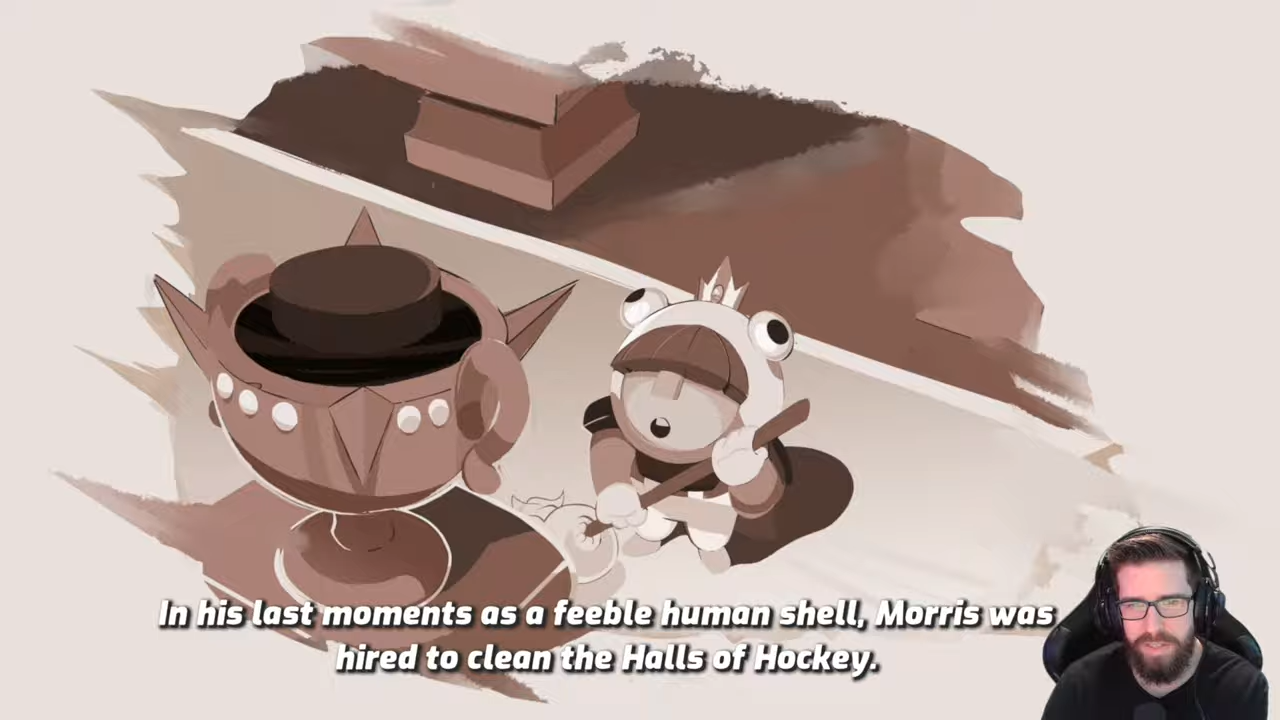 In his last moments as a feeble human shell, Morris was
hired to clean the Halls of Hockey.